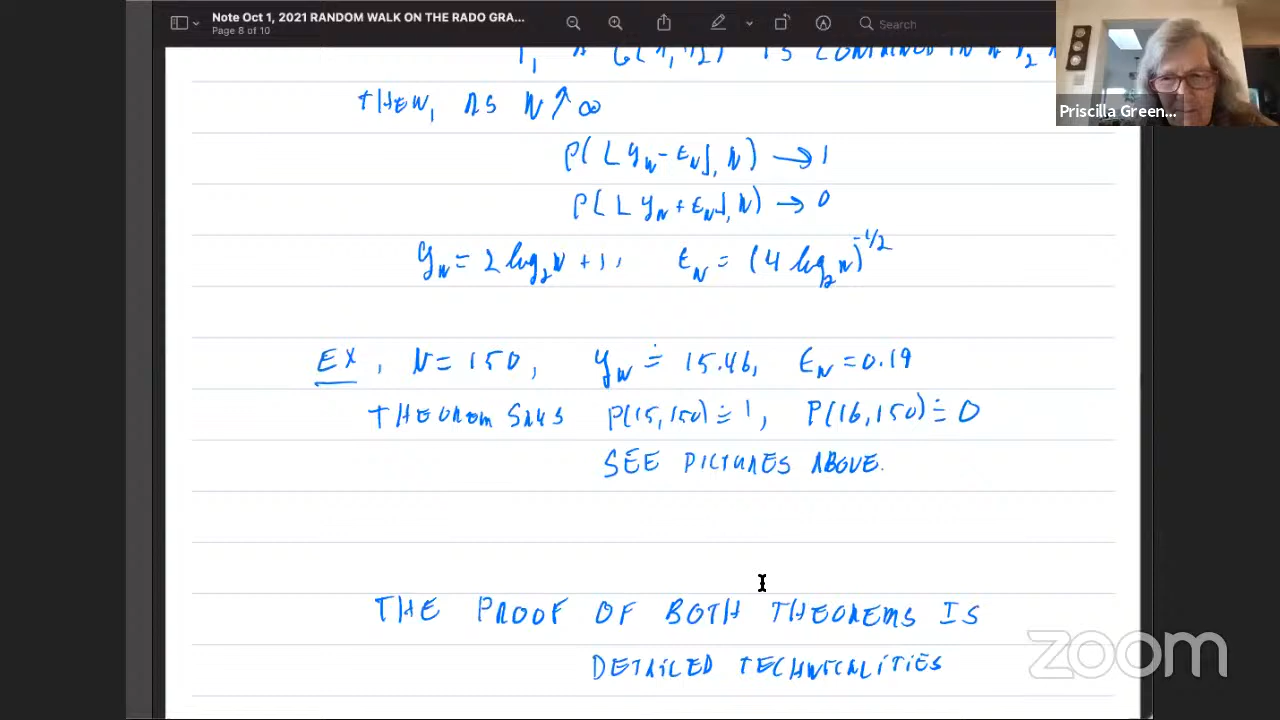 Note Oct 1, 2021 RANDOM WALK ON THE RADO GRA...
Page 8 of 10
Search
Priscilla Green...
IS CONTAINED IN
THEN, AS N ↑ ∞
P(⌊y_N - ε_N⌋, N) → 1
P(⌊y_N + ε_N⌋, N) → 0
y_N = 2 log_2 N + 1, ε_N = (4 log_2 N)^{-1/2}
EX, N = 150, y_N ≐ 15.46, ε_N = 0.19
THEOREM SAYS P(15, 150) ≐ 1, P(16, 150) ≐ 0
SEE PICTURES ABOVE.
THE PROOF OF BOTH THEOREMS IS
DETAILED TECHNICALITIES
zoom